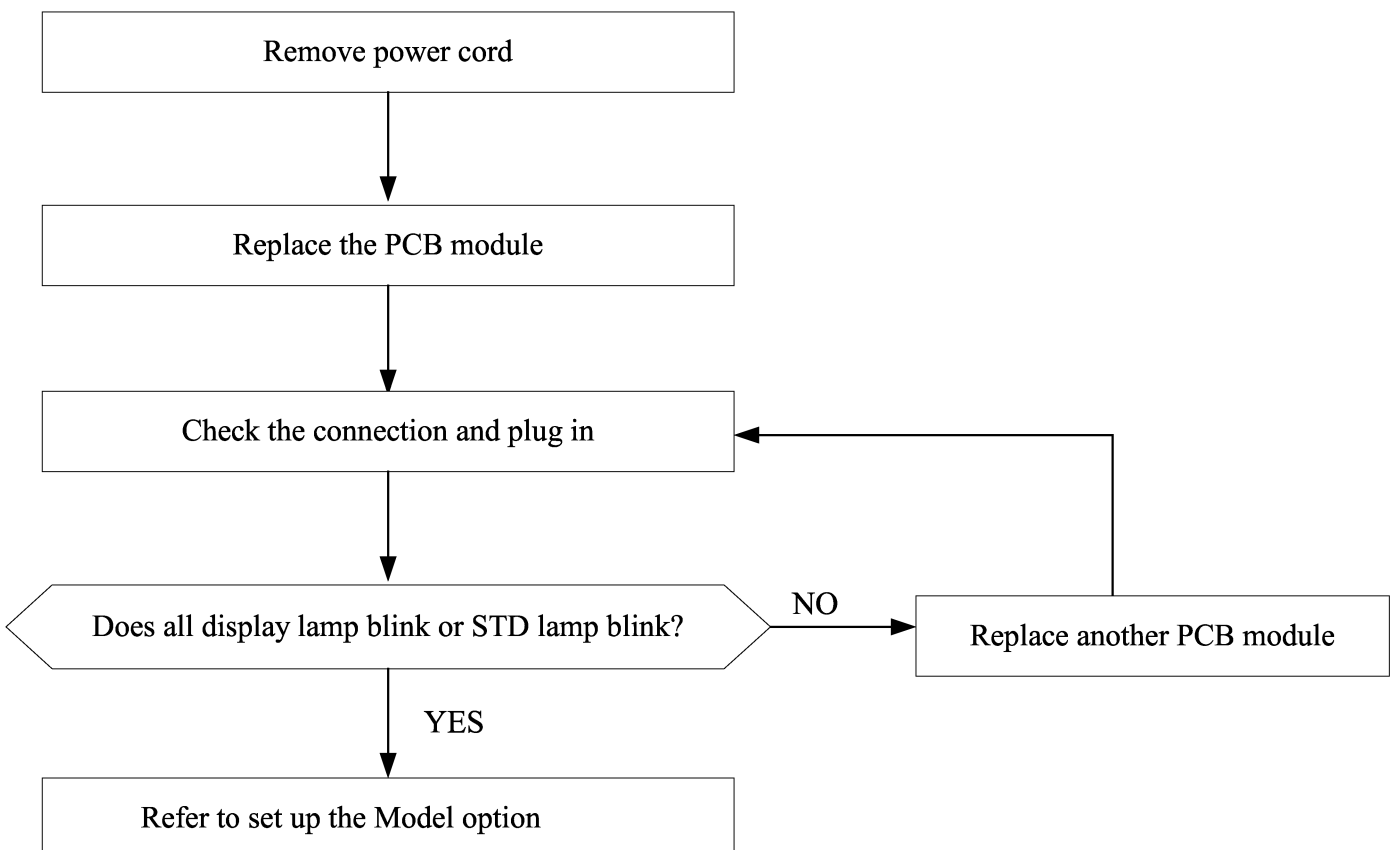 Remove power cord
Replace the PCB module
Check the connection and plug in
Does all display lamp blink or STD lamp blink?
NO
Replace another PCB module
YES
Refer to set up the Model option